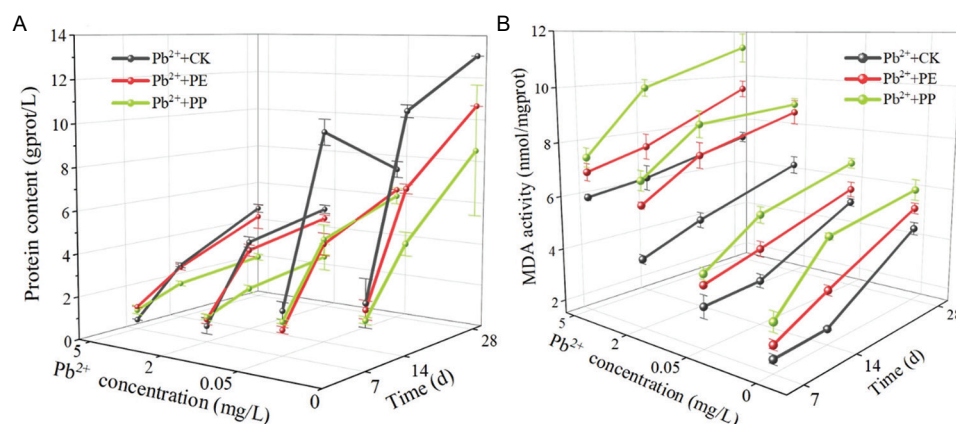 A
Protein content (gprot/L)
14
12
10
8
6
4
2
0
Pb²⁺+CK
Pb²⁺+PE
Pb²⁺+PP
5
2
0.05
0
Pb²⁺ concentration (mg/L)
7
14
28
Time (d)
B
MDA activity (nmol/mgprot)
12
10
8
6
4
2
Pb²⁺+CK
Pb²⁺+PE
Pb²⁺+PP
5
2
0.05
0
Pb²⁺ concentration (mg/L)
7
14
28
Time (d)